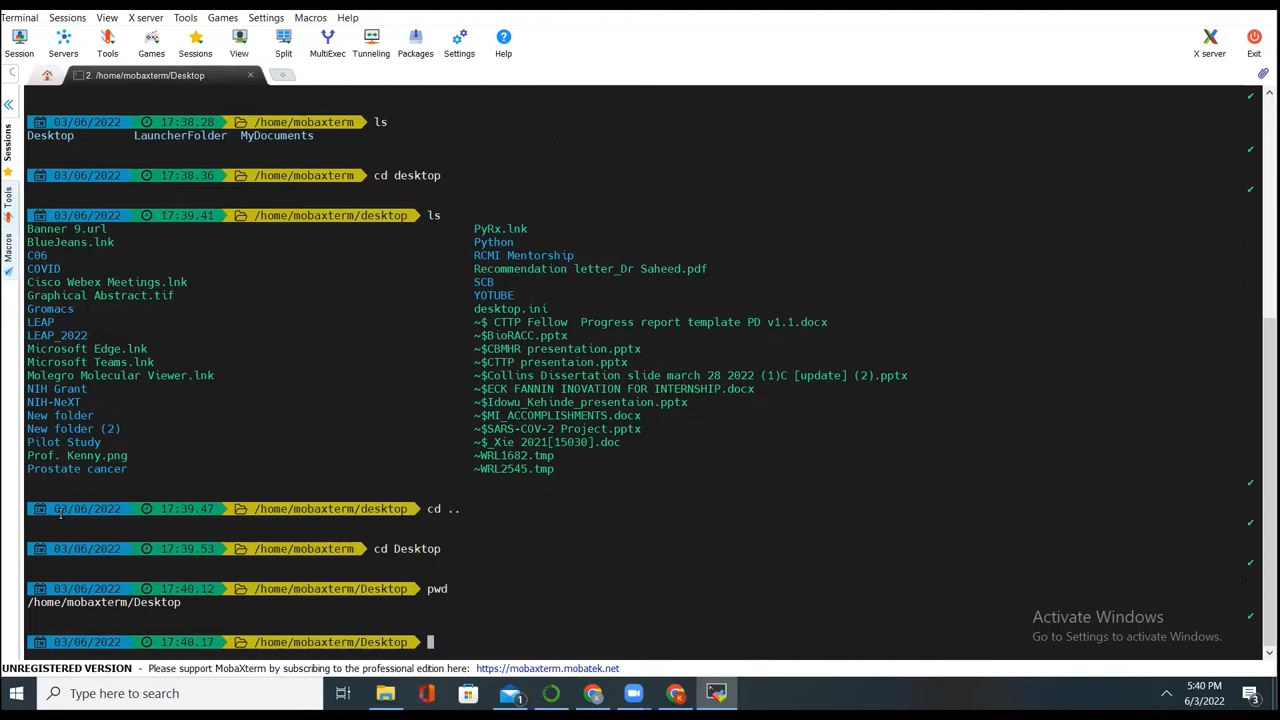 Terminal Sessions View X server Tools Games Settings Macros Help
Session Servers Tools Games Sessions View Split MultiExec Tunneling Packages Settings Help X server Exit
2. /home/mobaxterm/Desktop
Sessions
Tools
Macros
03/06/2022 17:38.28 /home/mobaxterm ls
Desktop LauncherFolder MyDocuments
03/06/2022 17:38.36 /home/mobaxterm cd desktop
03/06/2022 17:39.41 /home/mobaxterm/desktop ls
Banner 9.url PyRx.lnk
BlueJeans.lnk Python
C06 RCMI Mentorship
COVID Recommendation letter_Dr Saheed.pdf
Cisco Webex Meetings.lnk SCB
Graphical Abstract.tif YOTUBE
Gromacs desktop.ini
LEAP ~$ CTTP Fellow  Progress report template PD v1.1.docx
LEAP_2022 ~$BioRACC.pptx
Microsoft Edge.lnk ~$CBMHR presentation.pptx
Microsoft Teams.lnk ~$CTTP presentaion.pptx
Molegro Molecular Viewer.lnk ~$Collins Dissertation slide march 28 2022 (1)C [update] (2).pptx
NIH Grant ~$ECK FANNIN INOVATION FOR INTERNSHIP.docx
NIH-NeXT ~$Idowu_Kehinde_presentaion.pptx
New folder ~$MI_ACCOMPLISHMENTS.docx
New folder (2) ~$SARS-COV-2 Project.pptx
Pilot Study ~$_Xie 2021[15030].doc
Prof. Kenny.png ~WRL1682.tmp
Prostate cancer ~WRL2545.tmp
03/06/2022 17:39.47 /home/mobaxterm/desktop cd ..
03/06/2022 17:39.53 /home/mobaxterm cd Desktop
03/06/2022 17:40.12 /home/mobaxterm/Desktop pwd
/home/mobaxterm/Desktop
03/06/2022 17:40.17 /home/mobaxterm/Desktop
Activate Windows
Go to Settings to activate Windows.
UNREGISTERED VERSION - Please support MobaXterm by subscribing to the professional edition here: https://mobaxterm.mobatek.net
Type here to search
1
5:40 PM
6/3/2022
3